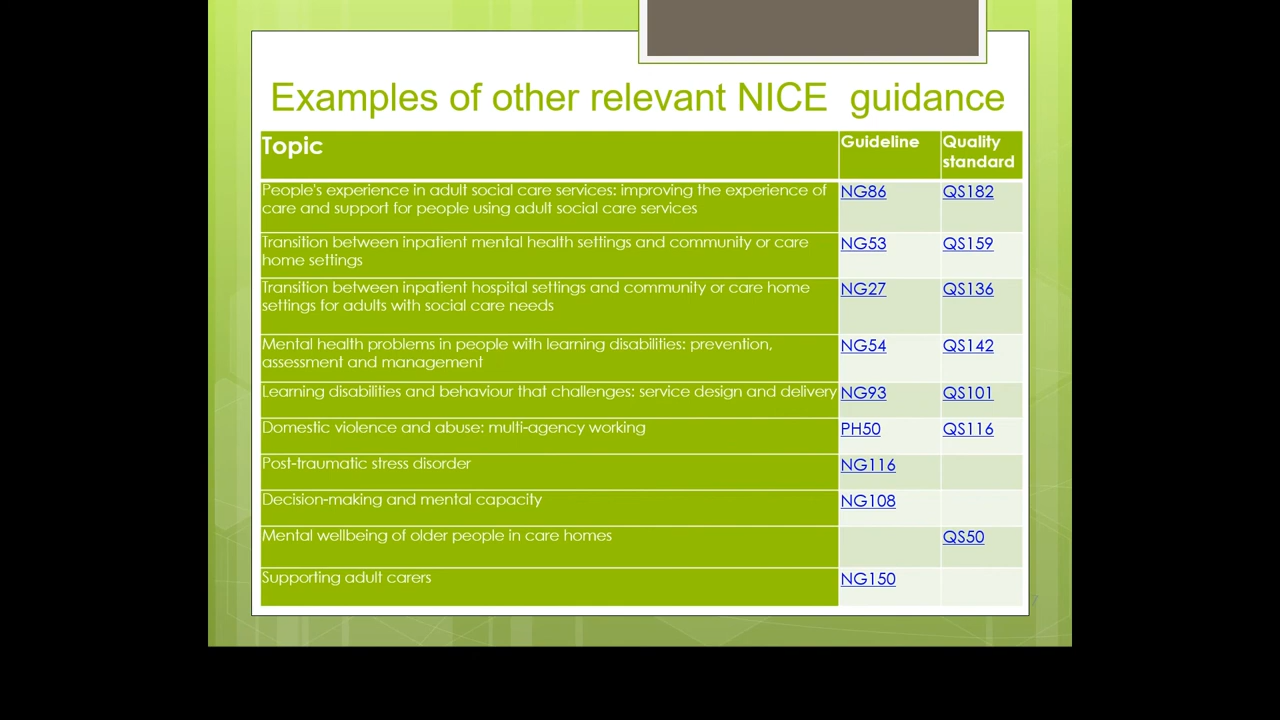 Examples of other relevant NICE  guidance
Topic Guideline Quality
standard
People's experience in adult social care services: improving the experience of NG86 QS182
care and support for people using adult social care services
Transition between inpatient mental health settings and community or care NG53 QS159
home settings
Transition between inpatient hospital settings and community or care home NG27 QS136
settings for adults with social care needs
Mental health problems in people with learning disabilities: prevention, NG54 QS142
assessment and management
Learning disabilities and behaviour that challenges: service design and delivery NG93 QS101
Domestic violence and abuse: multi-agency working PH50 QS116
Post-traumatic stress disorder NG116
Decision-making and mental capacity NG108
Mental wellbeing of older people in care homes QS50
Supporting adult carers NG150
7